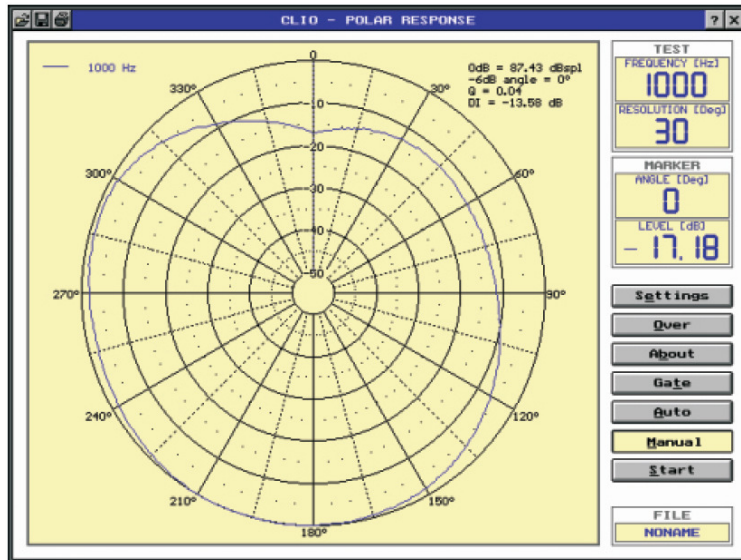 CLIO - POLAR RESPONSE
? X
1000 Hz
0dB = 87.43 dBspl
-6dB angle = 0°
Q = 0.04
DI = -13.58 dB
0
30°
60°
90°
120°
150°
180°
210°
240°
270°
300°
330°
-10
-20
-30
-40
-50
TEST
FREQUENCY [Hz]
1000
RESOLUTION [Deg]
30
MARKER
ANGLE [Deg]
0
LEVEL [dB]
-17.18
Settings
Over
About
Gate
Auto
Manual
Start
FILE
NONAME